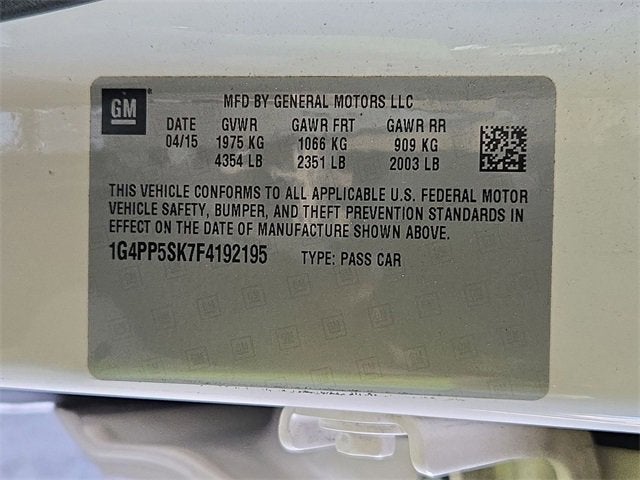 GM ® MFD BY GENERAL MOTORS LLC
DATE GVWR GAWR FRT GAWR RR
04/15 1975 KG 1066 KG 909 KG
4354 LB 2351 LB 2003 LB
THIS VEHICLE CONFORMS TO ALL APPLICABLE U.S. FEDERAL MOTOR
VEHICLE SAFETY, BUMPER, AND THEFT PREVENTION STANDARDS IN
EFFECT ON THE DATE OF MANUFACTURE SHOWN ABOVE.
1G4PP5SK7F4192195 TYPE: PASS CAR